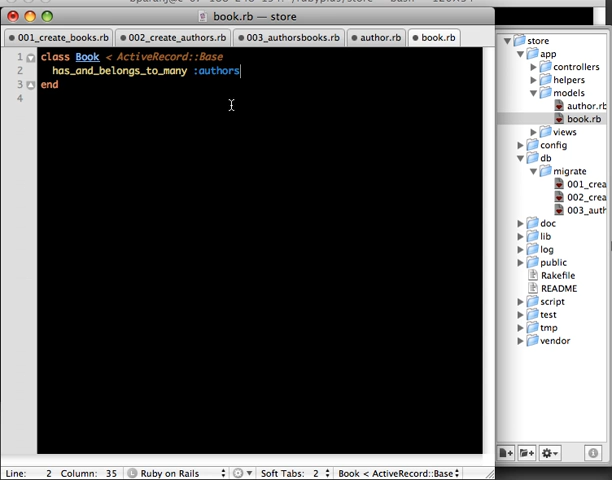 book.rb — store
001_create_books.rb
002_create_authors.rb
003_authorsbooks.rb
author.rb
book.rb
1 class Book < ActiveRecord::Base
2 has_and_belongs_to_many :authors
3 end
4
store
app
controllers
helpers
models
author.rb
book.rb
views
config
db
migrate
001_crea
002_crea
003_auth
doc
lib
log
public
Rakefile
README
script
test
tmp
vendor
Line: 2 Column: 35 Ruby on Rails Soft Tabs: 2 Book < ActiveRecord::Base